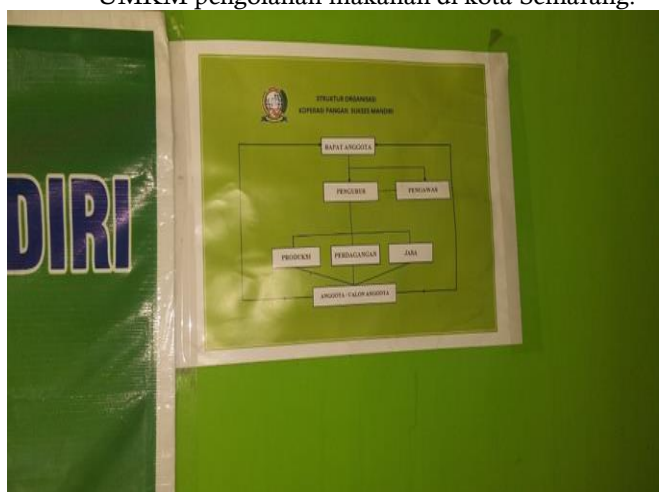 UMKM pengolahan makanan di kota Semarang.
DIRI
STRUKTUR ORGANISASI
KOPERASI PANGAN SUKSES MANDIRI
RAPAT ANGGOTA
PENGURUS
PENGAWAS
PRODUKSI
PERDAGANGAN
JASA
ANGGOTA - CALON ANGGOTA